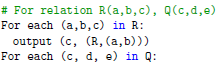 # For relation R(a,b,c), Q(c,d,e)
For each (a,b,c) in R:
  output (c, (R,(a,b)))
For each (c, d, e) in Q: